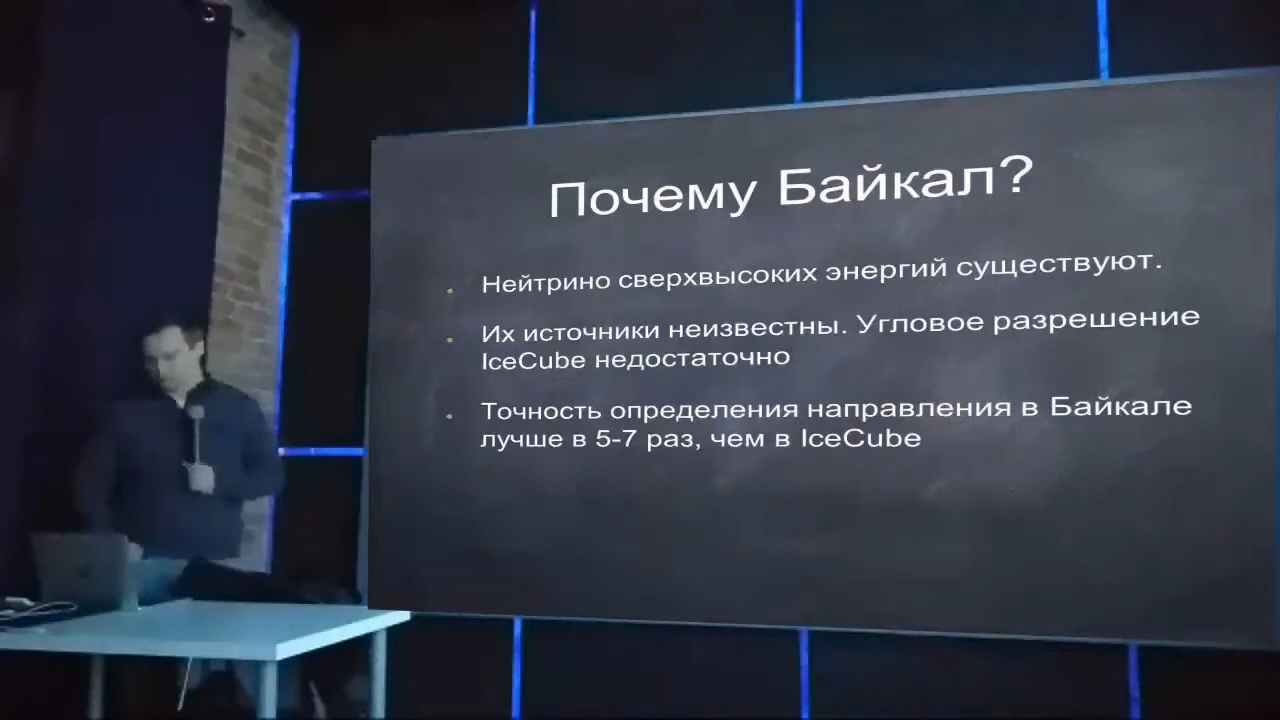 Почему Байкал?
Нейтрино сверхвысоких энергий существуют.
Их источники неизвестны. Угловое разрешение
IceCube недостаточно
Точность определения направления в Байкале
лучше в 5-7 раз, чем в IceCube